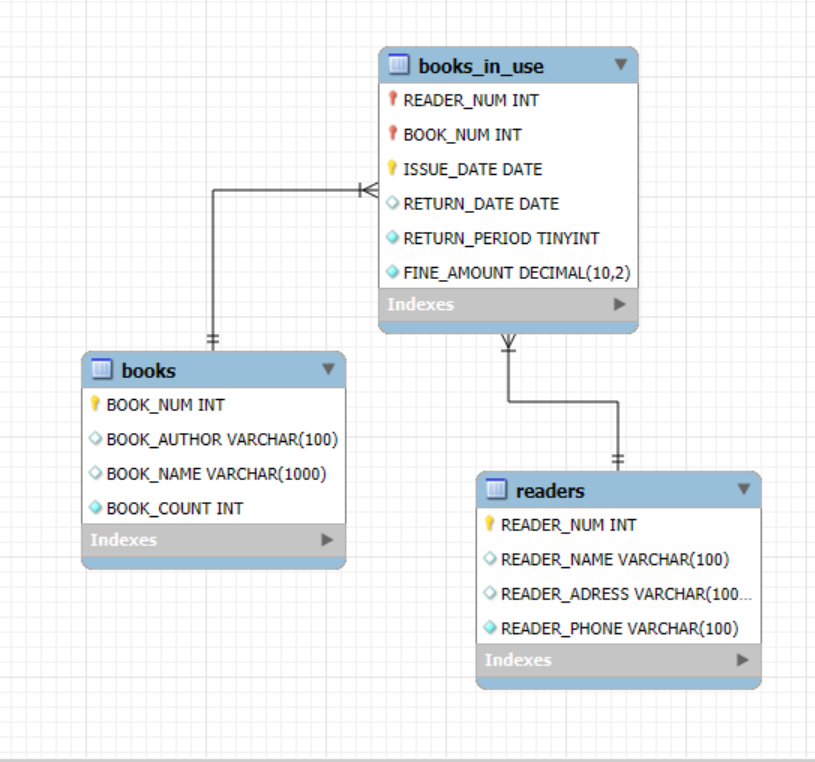 books_in_use
READER_NUM INT
BOOK_NUM INT
ISSUE_DATE DATE
RETURN_DATE DATE
RETURN_PERIOD TINYINT
FINE_AMOUNT DECIMAL(10,2)
Indexes
books
BOOK_NUM INT
BOOK_AUTHOR VARCHAR(100)
BOOK_NAME VARCHAR(1000)
BOOK_COUNT INT
Indexes
readers
READER_NUM INT
READER_NAME VARCHAR(100)
READER_ADRESS VARCHAR(100...
READER_PHONE VARCHAR(100)
Indexes